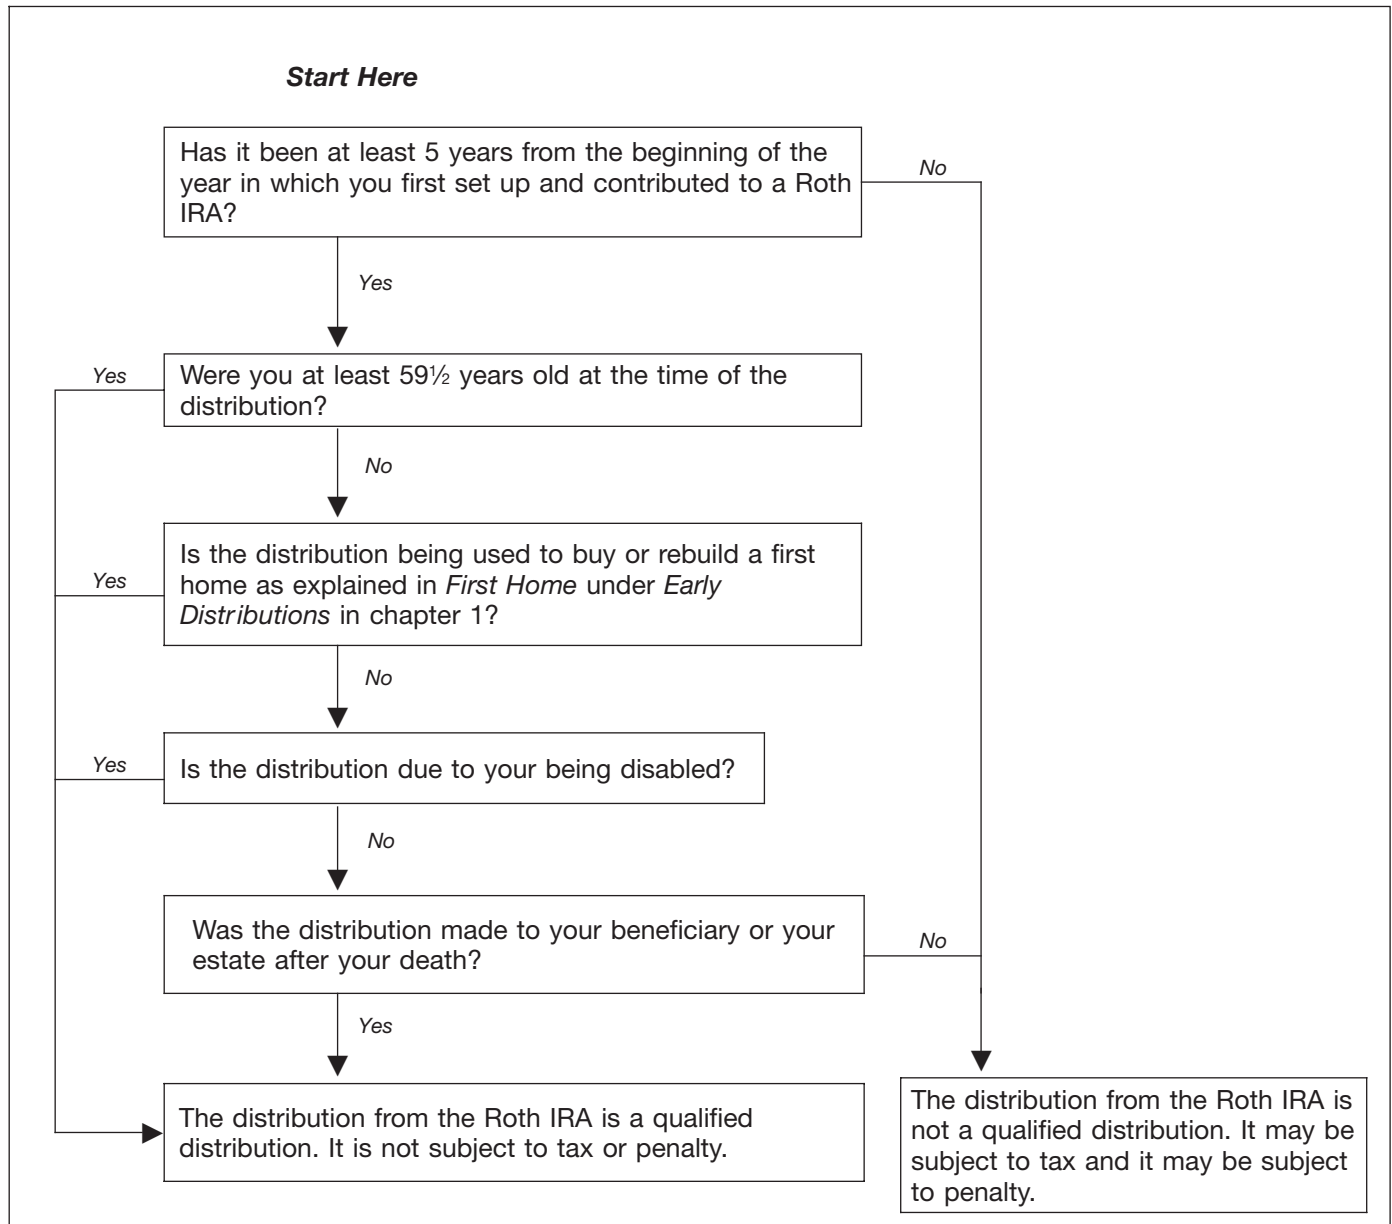 Start Here
Has it been at least 5 years from the beginning of the
year in which you first set up and contributed to a Roth
IRA?
No
Yes
Yes
Were you at least 59½ years old at the time of the
distribution?
No
Yes
Is the distribution being used to buy or rebuild a first
home as explained in First Home under Early
Distributions in chapter 1?
No
Yes
Is the distribution due to your being disabled?
No
Was the distribution made to your beneficiary or your
estate after your death?
No
Yes
The distribution from the Roth IRA is a qualified
distribution. It is not subject to tax or penalty.
The distribution from the Roth IRA is
not a qualified distribution. It may be
subject to tax and it may be subject
to penalty.